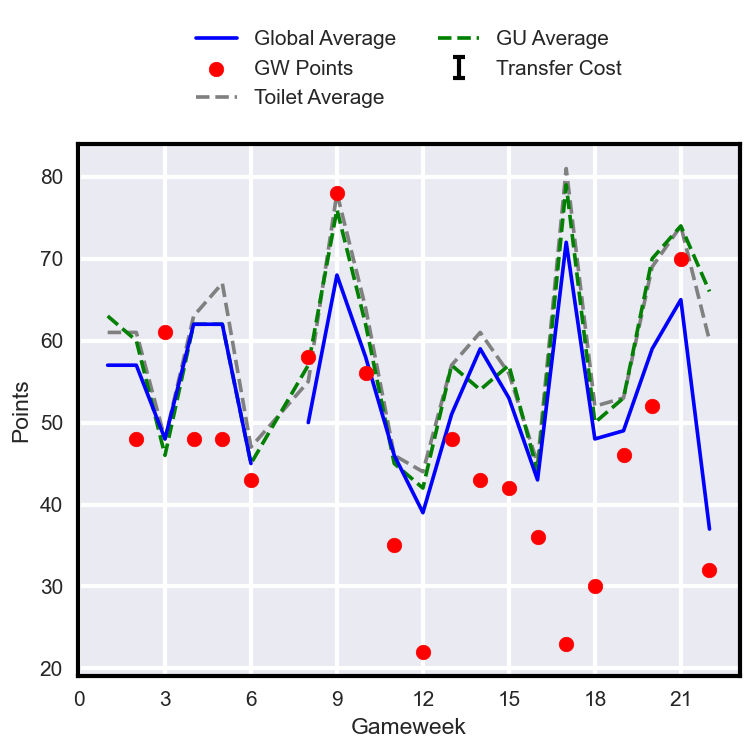 Global Average
GW Points
Toilet Average
GU Average
Transfer Cost
80
70
60
50
40
30
20
Points
0 3 6 9 12 15 18 21
Gameweek